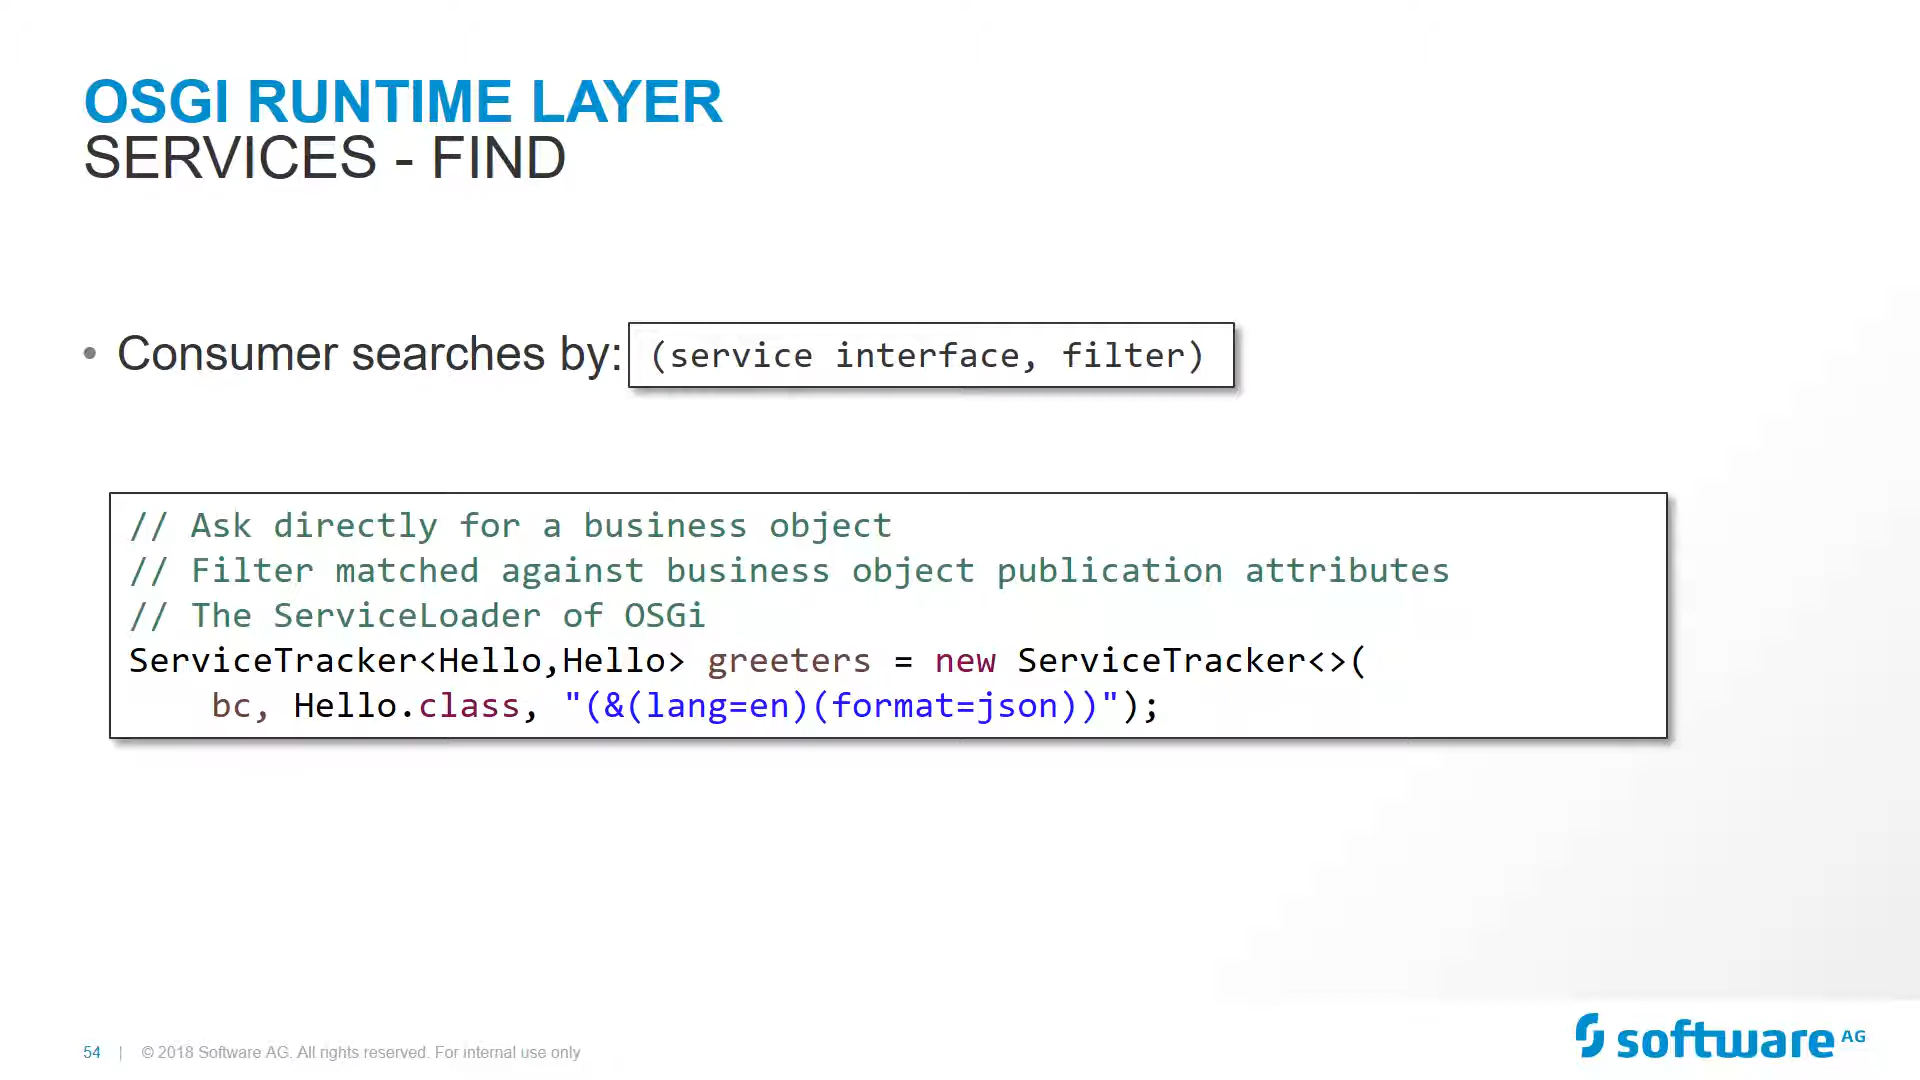 OSGI RUNTIME LAYER
SERVICES - FIND
• Consumer searches by: (service interface, filter)
// Ask directly for a business object
// Filter matched against business object publication attributes
// The ServiceLoader of OSGi
ServiceTracker<Hello,Hello> greeters = new ServiceTracker<>(
    bc, Hello.class, "(&(lang=en)(format=json))");
54 | © 2018 Software AG. All rights reserved. For internal use only
software AG